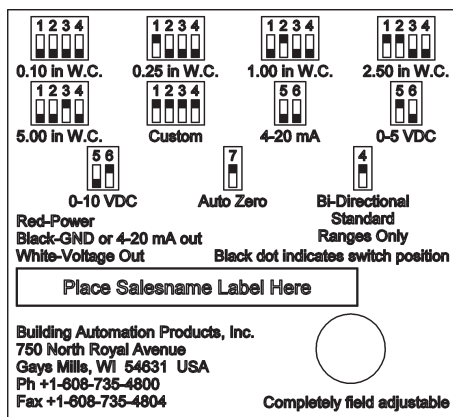 1 2 3 4 1 2 3 4 1 2 3 4 1 2 3 4
0.10 in W.C. 0.25 in W.C. 1.00 in W.C. 2.50 in W.C.
1 2 3 4 1 2 3 4 5 6 5 6
5.00 in W.C. Custom 4-20 mA 0-5 VDC
5 6 7 4
0-10 VDC Auto Zero Bi-Directional
Standard
Ranges Only
Red-Power
Black-GND or 4-20 mA out
White-Voltage Out Black dot indicates switch position
Place Salesname Label Here
Building Automation Products, Inc.
750 North Royal Avenue
Gays Mills, WI 54631 USA
Ph +1-608-735-4800
Fax +1-608-735-4804 Completely field adjustable